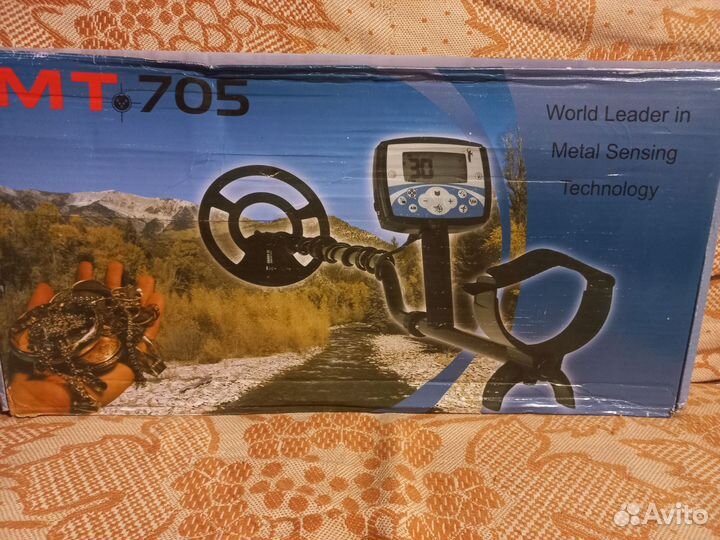 MT 705
World Leader in
Metal Sensing
Technology
30
Avito